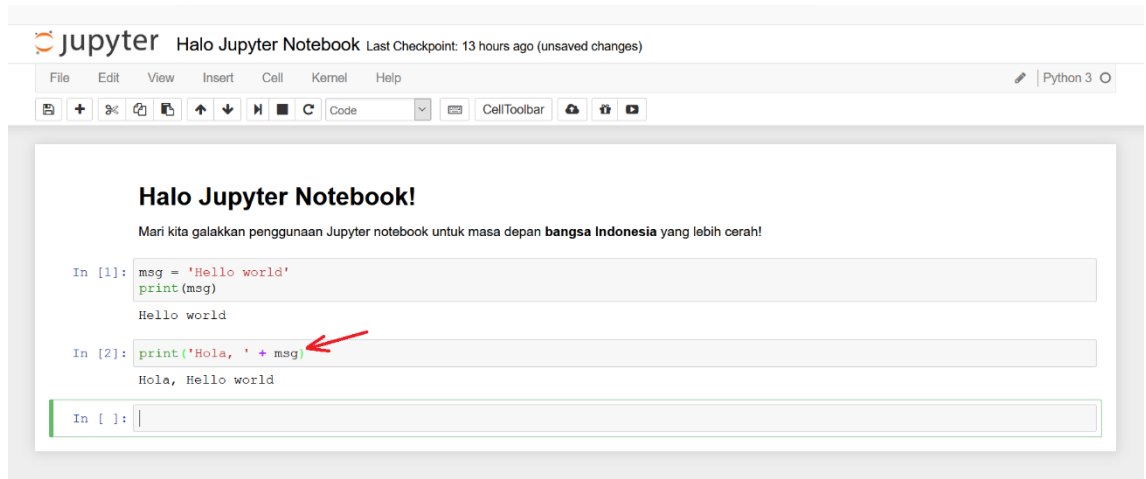 jupyter Halo Jupyter Notebook Last Checkpoint: 13 hours ago (unsaved changes)
File Edit View Insert Cell Kernel Help Python 3
Code CellToolbar
Halo Jupyter Notebook!
Mari kita galakkan penggunaan Jupyter notebook untuk masa depan bangsa Indonesia yang lebih cerah!
In [1]: msg = 'Hello world'
print(msg)
Hello world
In [2]: print('Hola, ' + msg)
Hola, Hello world
In [ ]: